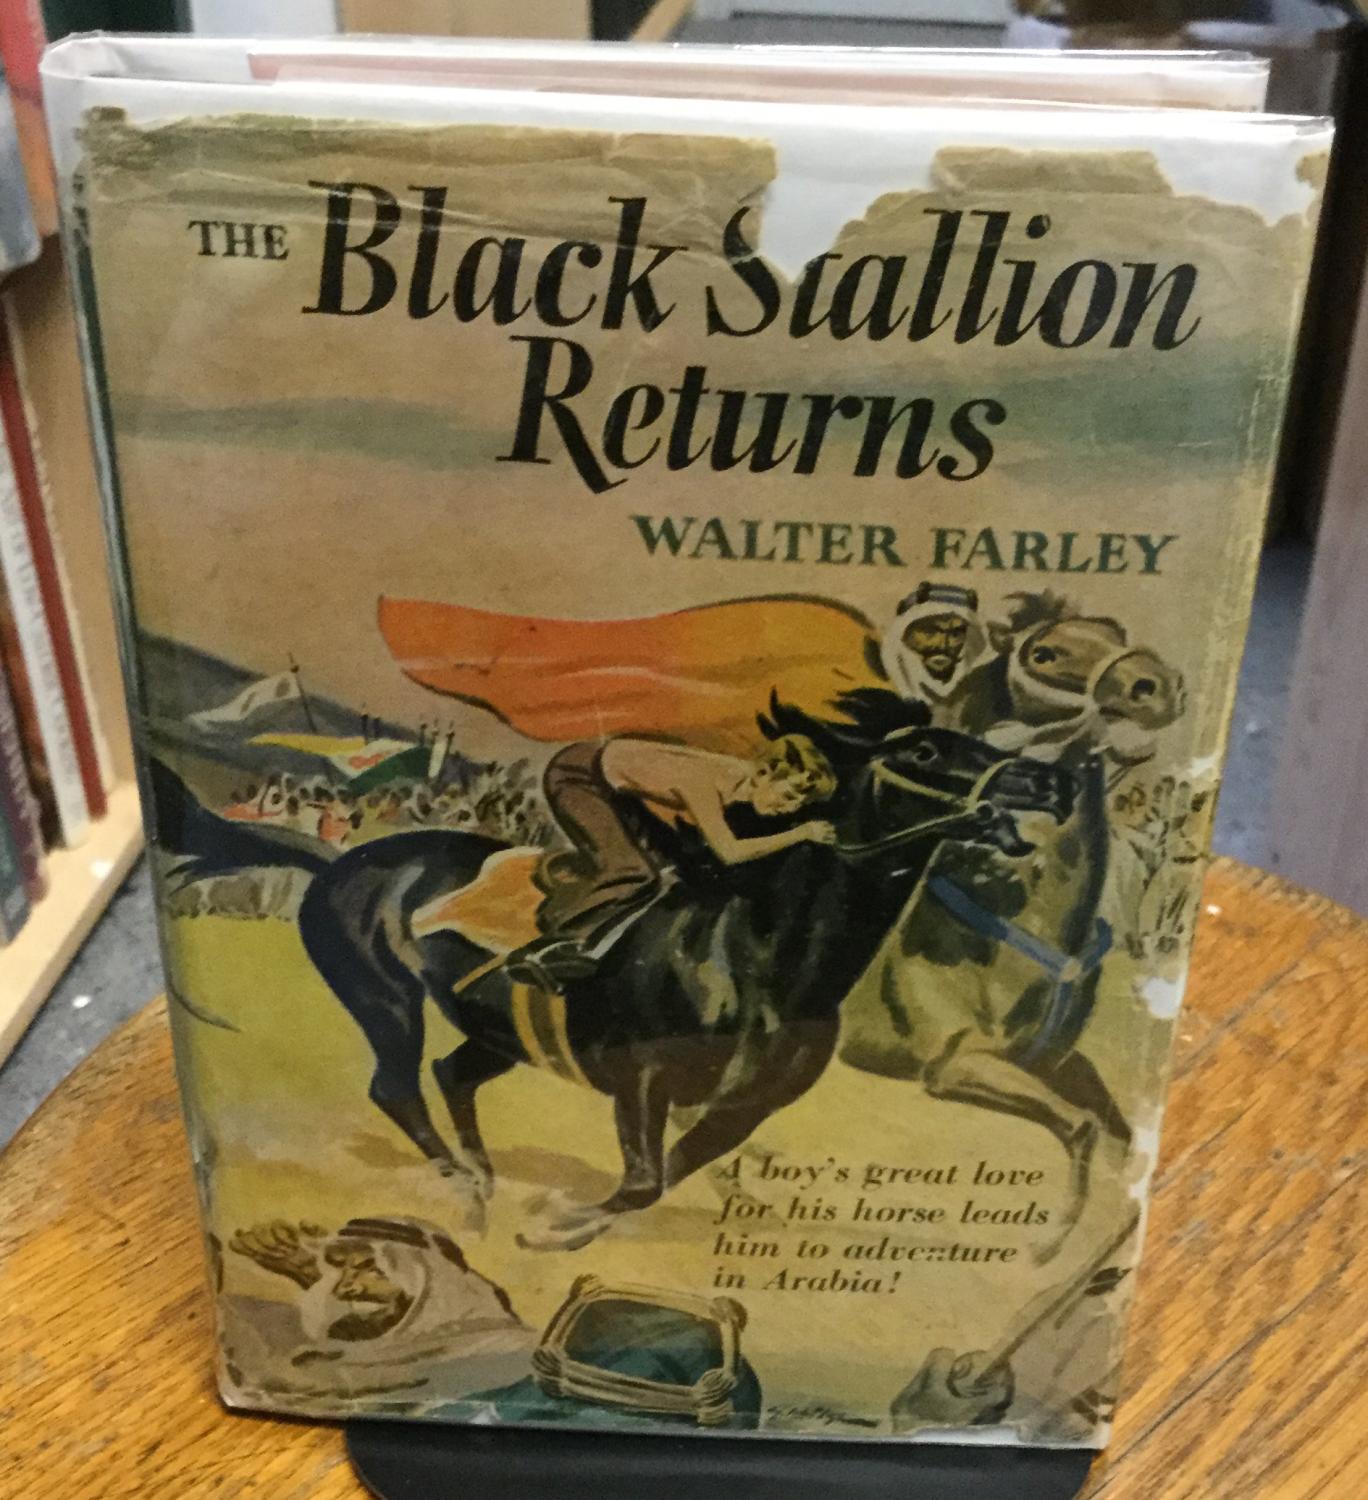 THE Black Stallion
Returns
WALTER FARLEY
A boy's great love
for his horse leads
him to adventure
in Arabia!